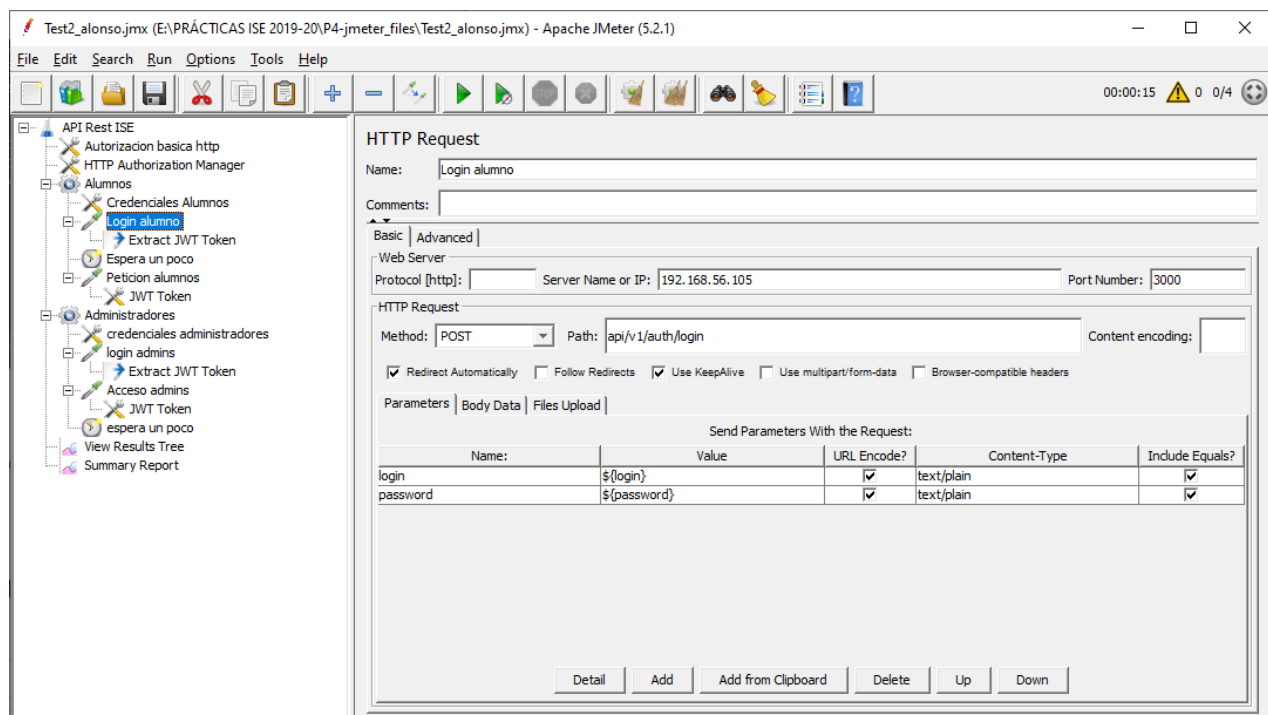 Test2_alonso.jmx (E:\PRÁCTICAS ISE 2019-20\P4-jmeter_files\Test2_alonso.jmx) - Apache JMeter (5.2.1)
File Edit Search Run Options Tools Help
STOP
00:00:15 0 0/4
API Rest ISE
Autorizacion basica http
HTTP Authorization Manager
Alumnos
Credenciales Alumnos
Login alumno
Extract JWT Token
Espera un poco
Peticion alumnos
JWT Token
Administradores
credenciales administradores
login admins
Extract JWT Token
Acceso admins
JWT Token
espera un poco
View Results Tree
Summary Report
HTTP Request
Name: Login alumno
Comments:
Basic Advanced
Web Server
Protocol [http]: Server Name or IP: 192.168.56.105 Port Number: 3000
HTTP Request
Method: POST Path: api/v1/auth/login Content encoding:
Redirect Automatically Follow Redirects Use KeepAlive Use multipart/form-data Browser-compatible headers
Parameters Body Data Files Upload
Send Parameters With the Request:
Name: Value URL Encode? Content-Type Include Equals?
login ${login} text/plain
password ${password} text/plain
Detail Add Add from Clipboard Delete Up Down